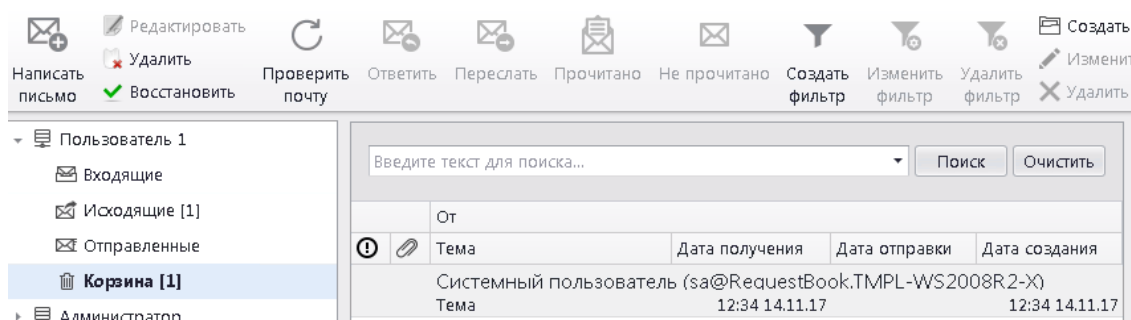 Написать письмо
Редактировать
Удалить
Восстановить
Проверить почту
Ответить
Переслать
Прочитано
Не прочитано
Создать фильтр
Изменить фильтр
Удалить фильтр
Создать
Изменит
Удалить
Пользователь 1
Входящие
Исходящие [1]
Отправленные
Корзина [1]
Администратор
Введите текст для поиска...
Поиск
Очистить
От
Тема Дата получения Дата отправки Дата создания
Системный пользователь (sa@RequestBook.TMPL-WS2008R2-X)
Тема 12:34 14.11.17 12:34 14.11.17